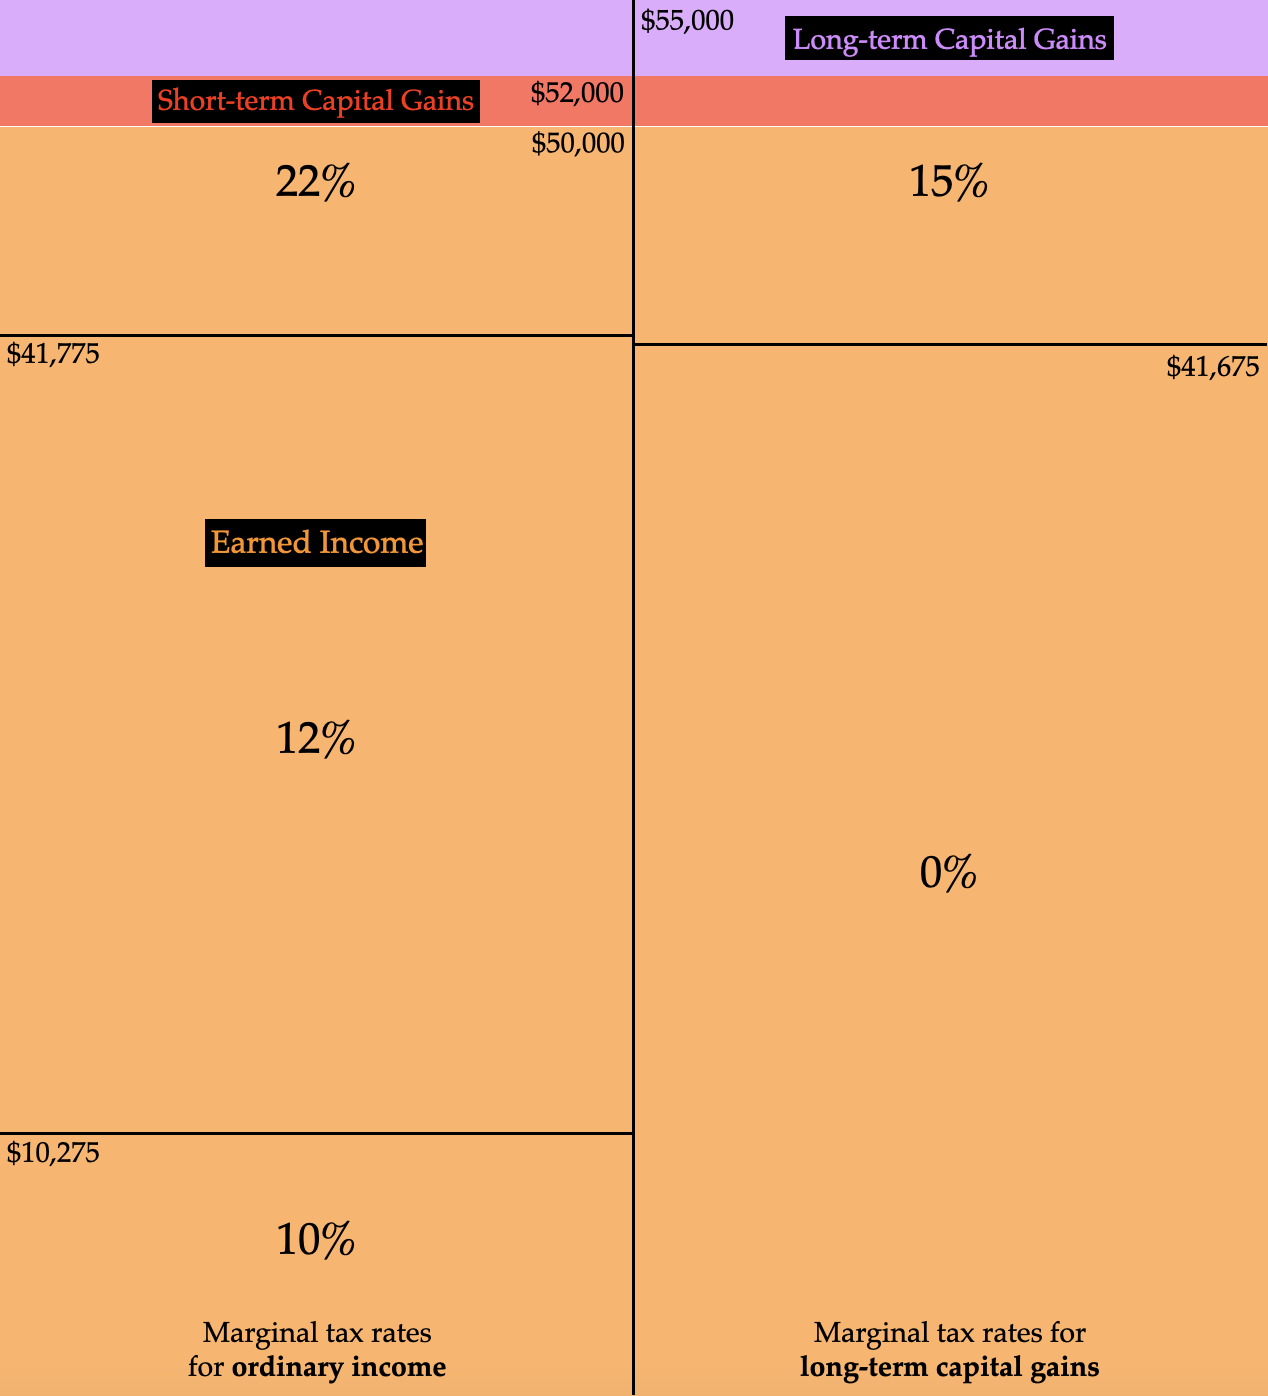 $55,000
Long-term Capital Gains
Short-term Capital Gains
$52,000
$50,000
22%
15%
$41,775
$41,675
Earned Income
12%
0%
$10,275
10%
Marginal tax rates
for ordinary income
Marginal tax rates for
long-term capital gains